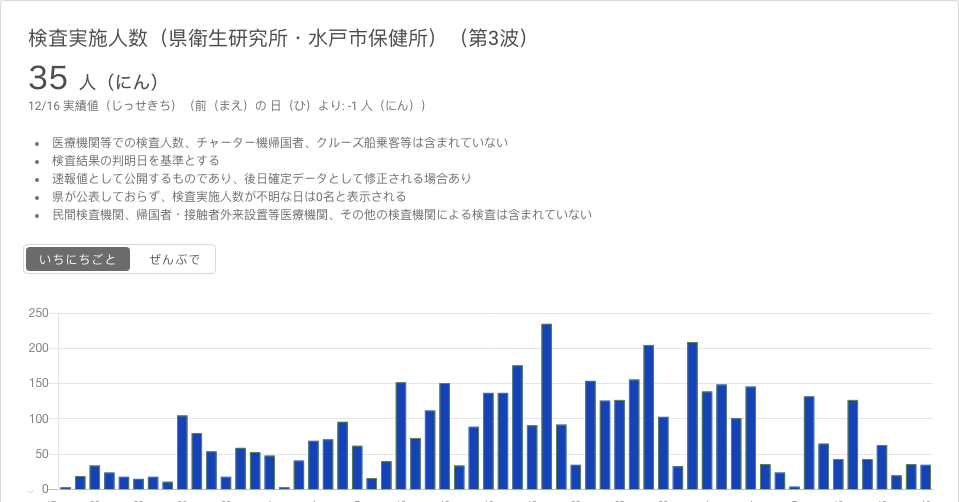 検査実施人数（県衛生研究所・水戸市保健所）（第3波）
35 人（にん）
12/16 実績値（じっせきち）（前（まえ）の 日（ひ）より: -1 人（にん））
• 医療機関等での検査人数、チャーター機帰国者、クルーズ船乗客等は含まれていない
• 検査結果の判明日を基準とする
• 速報値として公開するものであり、後日確定データとして修正される場合あり
• 県が公表しておらず、検査実施人数が不明な日は0名と表示される
• 民間検査機関、帰国者・接触者外来設置等医療機関、その他の検査機関による検査は含まれていない
いちにちごと ぜんぶで
250
200
150
100
50
0